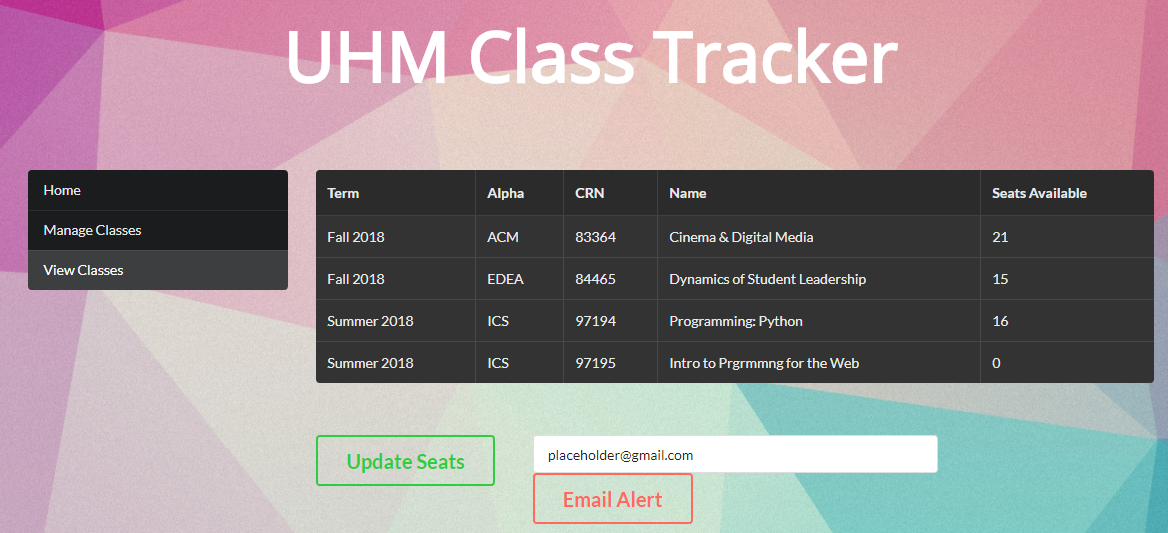 UHM Class Tracker
Home
Manage Classes
View Classes
Term Alpha CRN Name Seats Available
Fall 2018 ACM 83364 Cinema & Digital Media 21
Fall 2018 EDEA 84465 Dynamics of Student Leadership 15
Summer 2018 ICS 97194 Programming: Python 16
Summer 2018 ICS 97195 Intro to Prgrmmng for the Web 0
Update Seats
placeholder@gmail.com
Email Alert